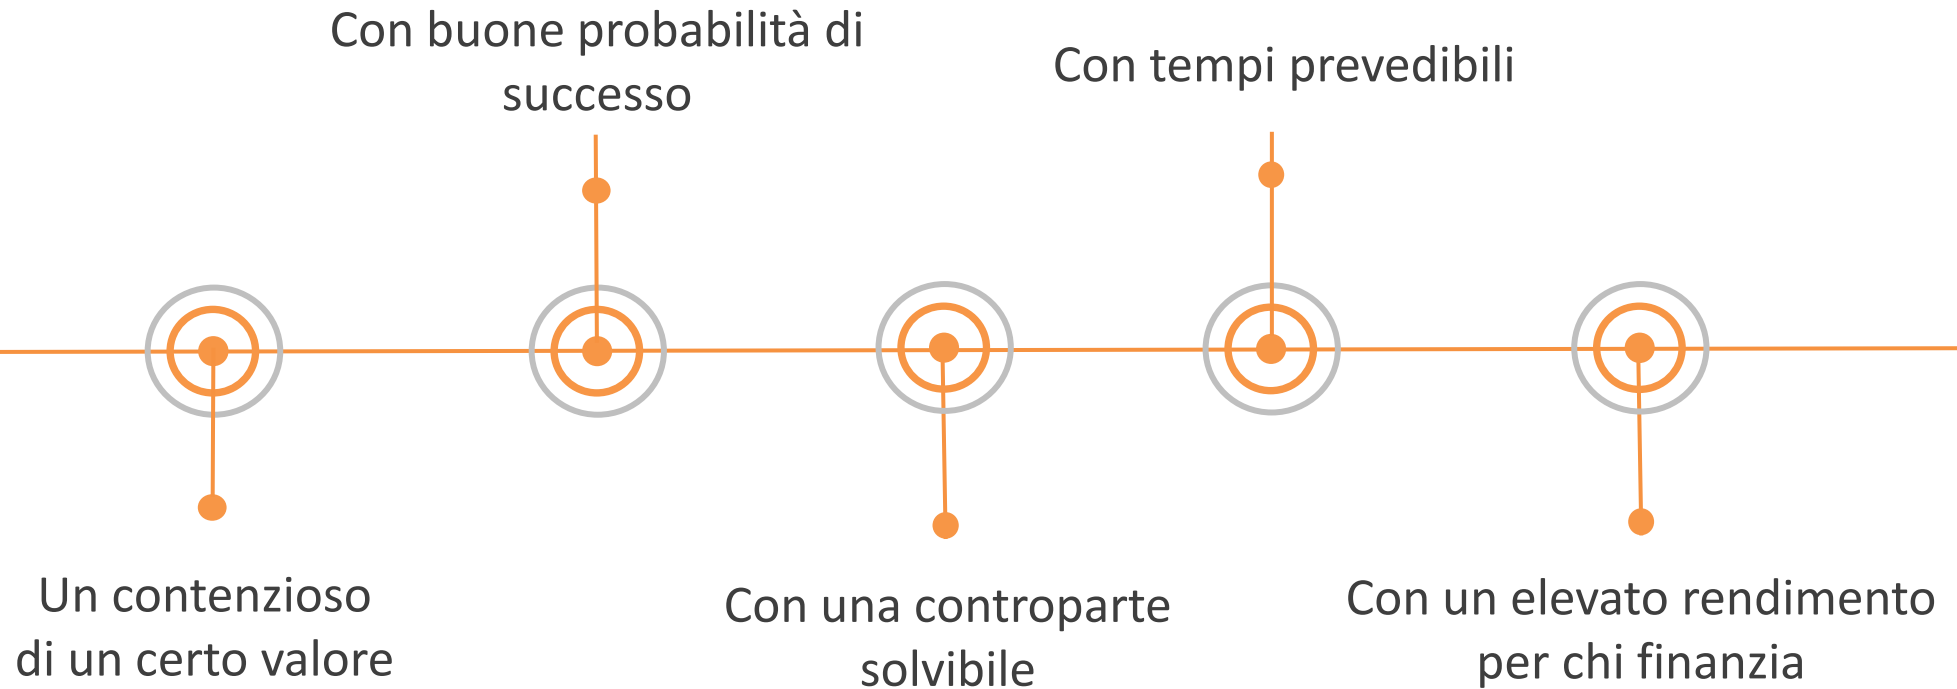 Un contenzioso
di un certo valore
Con buone probabilità di
successo
Con una controparte
solvibile
Con tempi prevedibili
Con un elevato rendimento
per chi finanzia